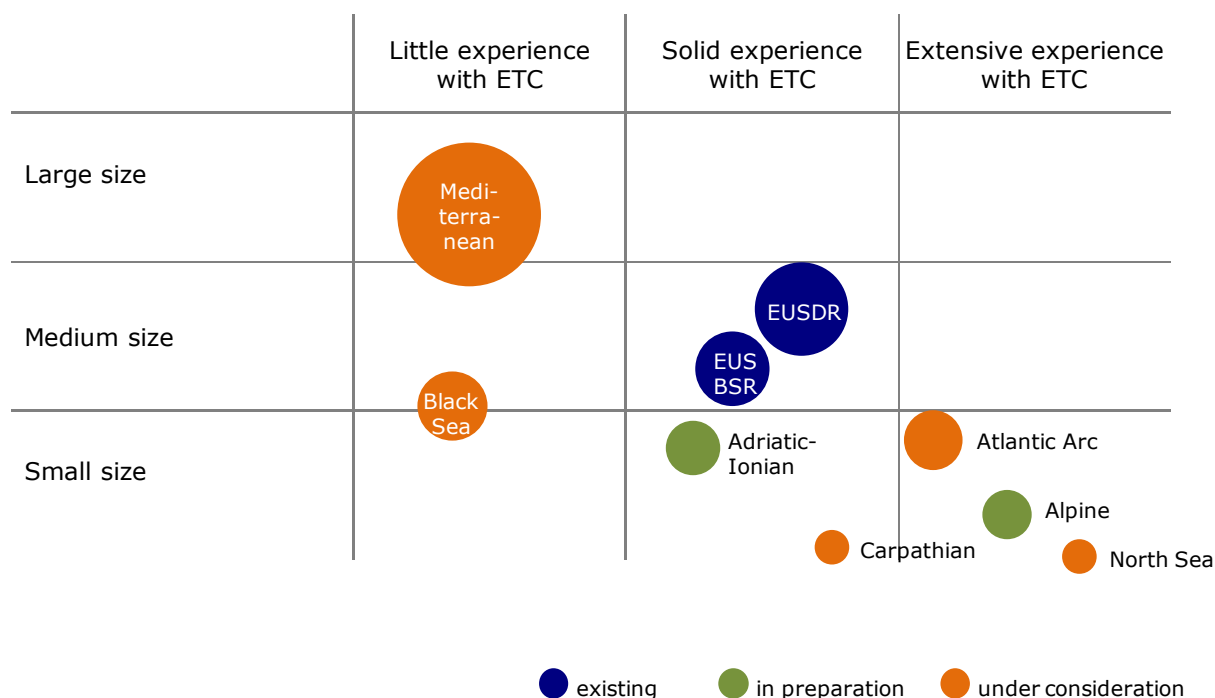 Little experience
with ETC
Solid experience
with ETC
Extensive experience
with ETC
Large size
Medi-
terra-
nean
Medium size
EUSDR
EUS
BSR
Black
Sea
Small size
Adriatic-
Ionian
Atlantic Arc
Alpine
Carpathian
North Sea
existing
in preparation
under consideration